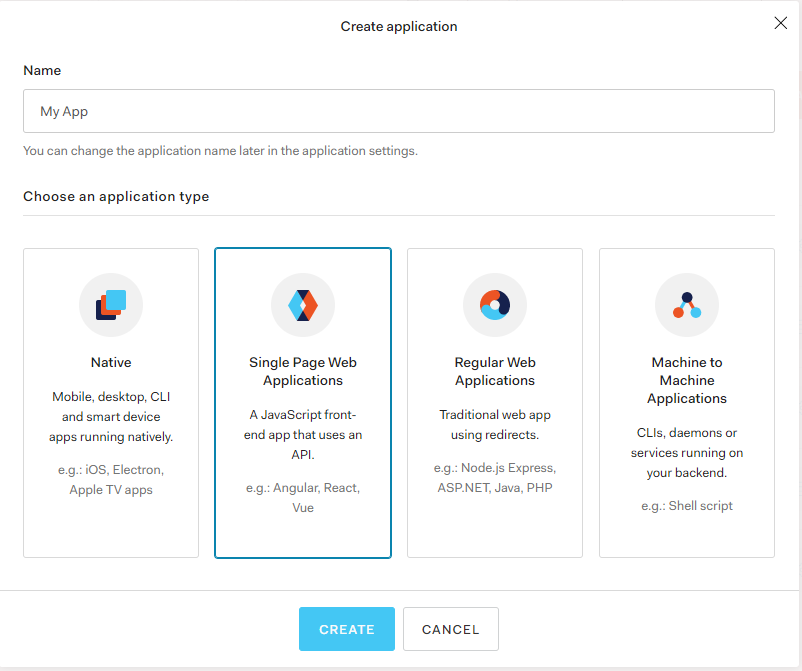 Create application
Name
My App
You can change the application name later in the application settings.
Choose an application type
Native
Mobile, desktop, CLI
and smart device
apps running natively.
e.g.: iOS, Electron,
Apple TV apps
Single Page Web
Applications
A JavaScript front-
end app that uses an
API.
e.g.: Angular, React,
Vue
Regular Web
Applications
Traditional web app
using redirects.
e.g.: Node.js Express,
ASP.NET, Java, PHP
Machine to
Machine
Applications
CLIs, daemons or
services running on
your backend.
e.g.: Shell script
CREATE
CANCEL